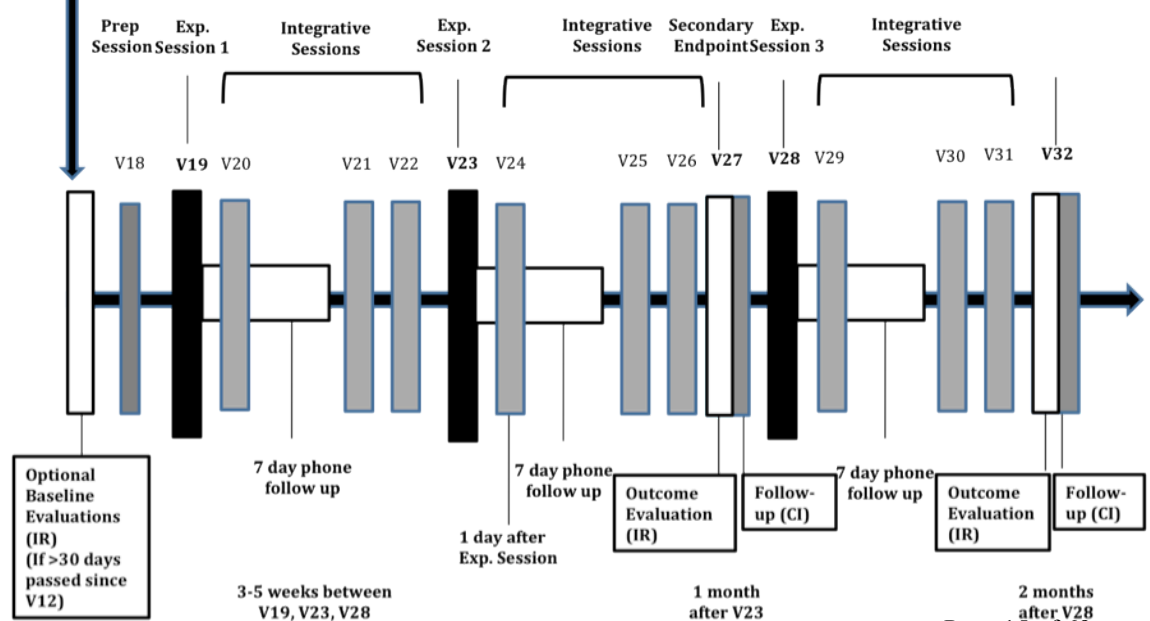 Prep
Session
Exp.
Session 1
Integrative
Sessions
Exp.
Session 2
Integrative
Sessions
Secondary
Endpoint
Exp.
Session 3
Integrative
Sessions
V18
V19
V20
V21
V22
V23
V24
V25
V26
V27
V28
V29
V30
V31
V32
Optional
Baseline
Evaluations
(IR)
(If >30 days
passed since
V12)
7 day phone
follow up
7 day phone
follow up
1 day after
Exp. Session
Outcome
Evaluation
(IR)
Follow-
up (CI)
7 day phone
follow up
Outcome
Evaluation
(IR)
Follow-
up (CI)
3-5 weeks between
V19, V23, V28
1 month
after V23
2 months
after V28